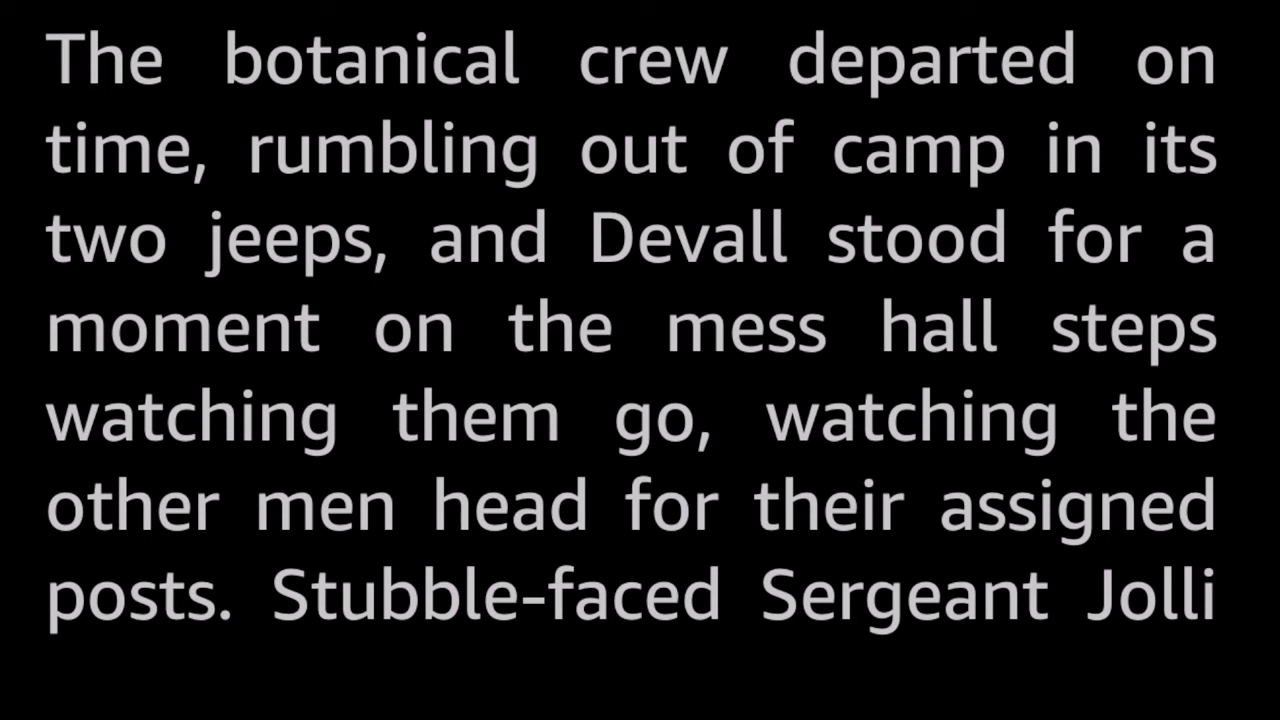 The botanical crew departed on
time, rumbling out of camp in its
two jeeps, and Devall stood for a
moment on the mess hall steps
watching them go, watching the
other men head for their assigned
posts. Stubble-faced Sergeant Jolli